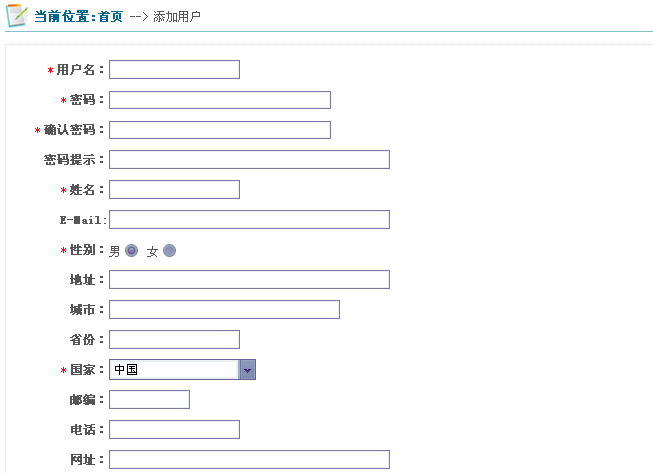 当前位置:首页 --> 添加用户
*用户名：
*密码：
*确认密码：
密码提示：
*姓名：
E-Mail:
*性别：男 女
地址：
城市：
省份：
*国家：中国
邮编：
电话：
网址：